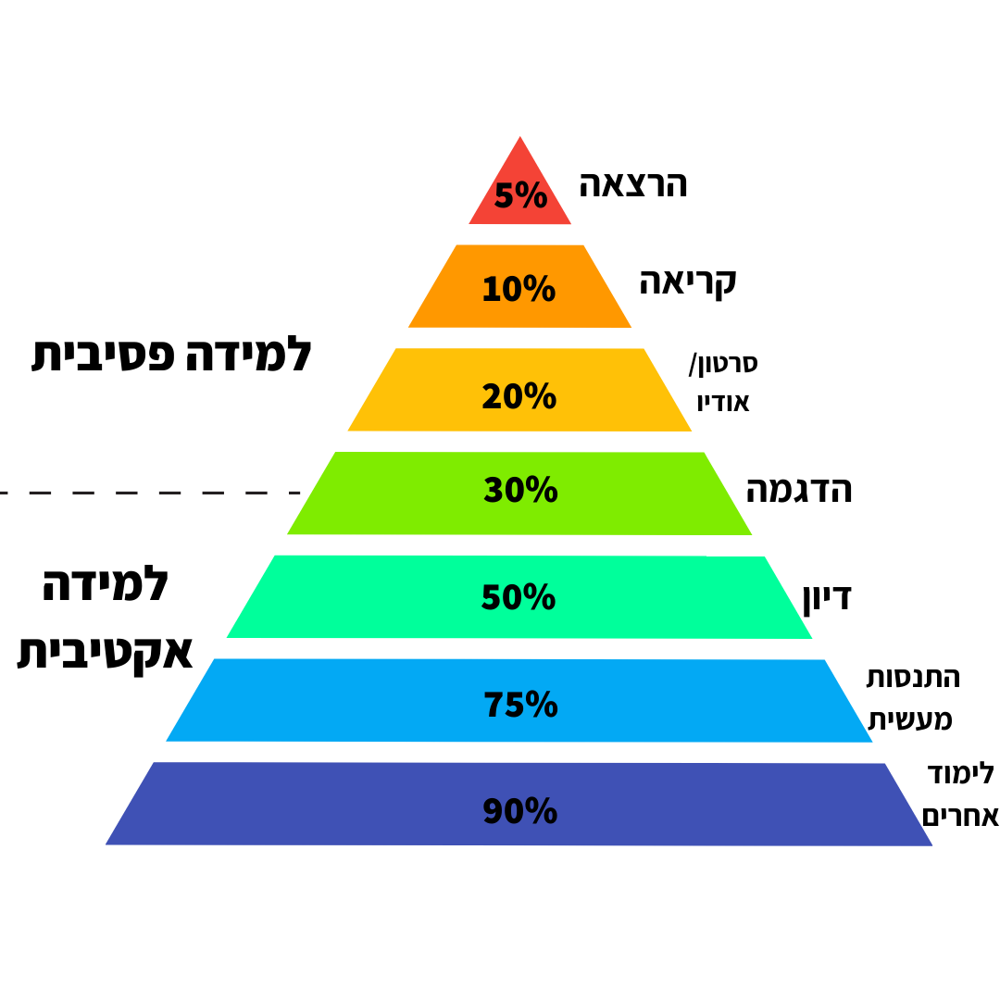 5%
הרצאה
10%
קריאה
למידה פסיבית
20%
סרטון/
אודיו
30%
הדגמה
למידה
אקטיבית
50%
דיון
75%
התנסות
מעשית
90%
לימוד
אחרים